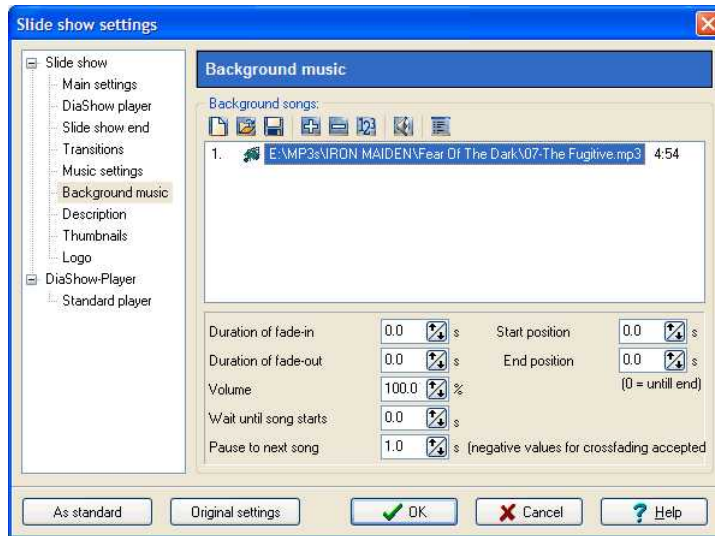 Slide show settings
Slide show
Main settings
DiaShow player
Slide show end
Transitions
Music settings
Background music
Description
Thumbnails
Logo
DiaShow-Player
Standard player
Background music
Background songs:
123
1. E:\MP3s\IRON MAIDEN\Fear Of The Dark\07-The Fugitive.mp3 4:54
Duration of fade-in 0.0 s Start position 0.0 s
Duration of fade-out 0.0 s End position 0.0 s
Volume 100.0 % (0 = untill end)
Wait until song starts 0.0 s
Pause to next song 1.0 s (negative values for crossfading accepted
As standard Original settings OK Cancel Help